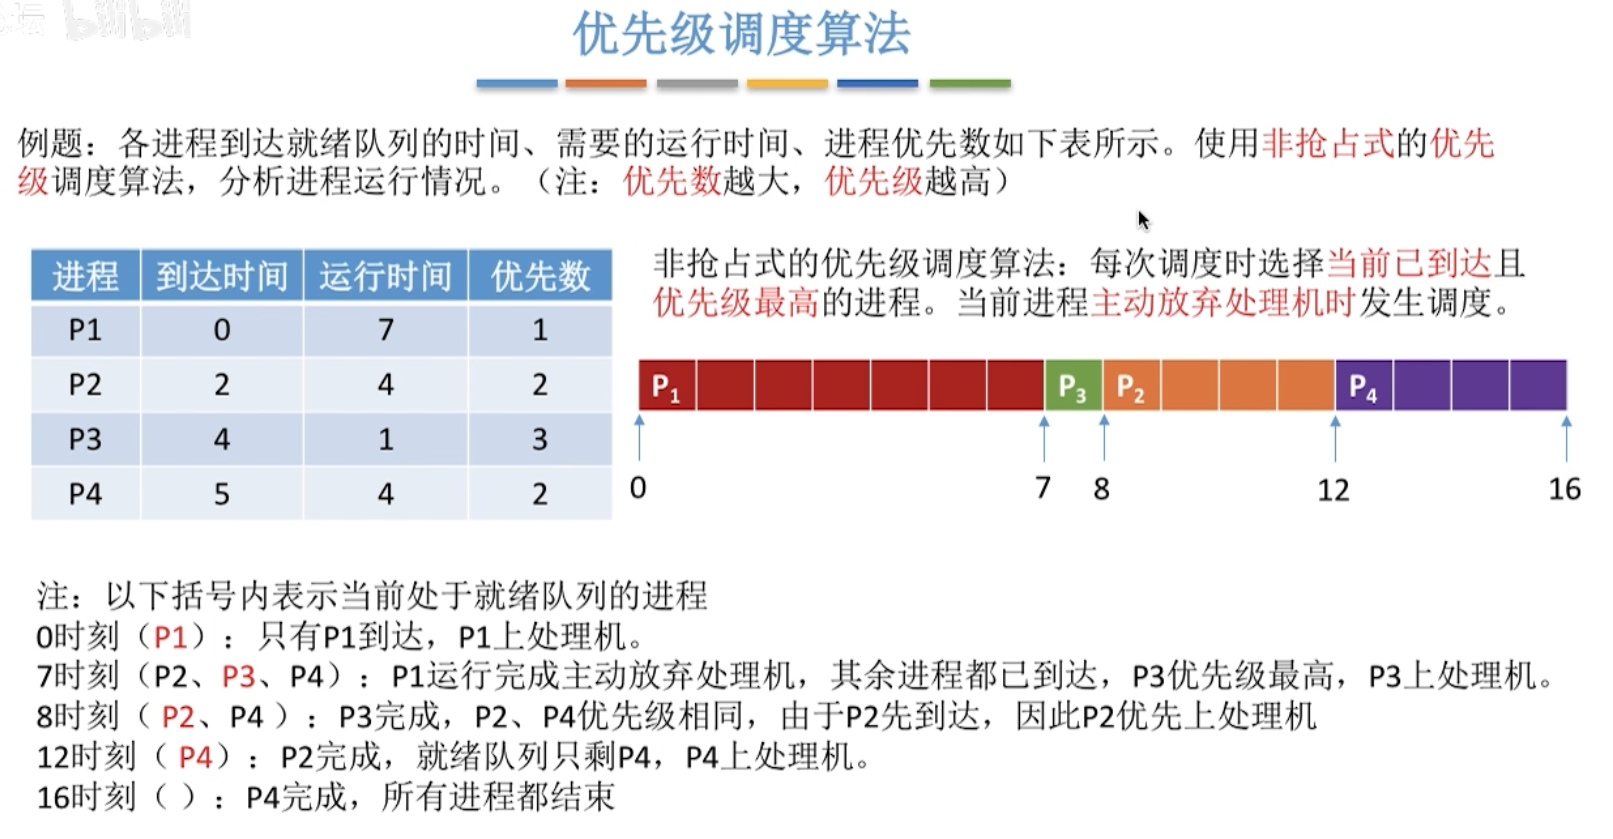 坛 bilibili
优先级调度算法
例题：各进程到达就绪队列的时间、需要的运行时间、进程优先数如下表所示。使用非抢占式的优先
级调度算法，分析进程运行情况。（注：优先数越大，优先级越高）
进程 到达时间 运行时间 优先数
P1 0 7 1
P2 2 4 2
P3 4 1 3
P4 5 4 2
非抢占式的优先级调度算法：每次调度时选择当前已到达且
优先级最高的进程。当前进程主动放弃处理机时发生调度。
P1 P3 P2 P4
0 7 8 12 16
注：以下括号内表示当前处于就绪队列的进程
0时刻（P1）：只有P1到达，P1上处理机。
7时刻（P2、P3、P4）：P1运行完成主动放弃处理机，其余进程都已到达，P3优先级最高，P3上处理机。
8时刻（ P2、P4 ）：P3完成，P2、P4优先级相同，由于P2先到达，因此P2优先上处理机
12时刻（ P4）：P2完成，就绪队列只剩P4，P4上处理机。
16时刻（ ）：P4完成，所有进程都结束